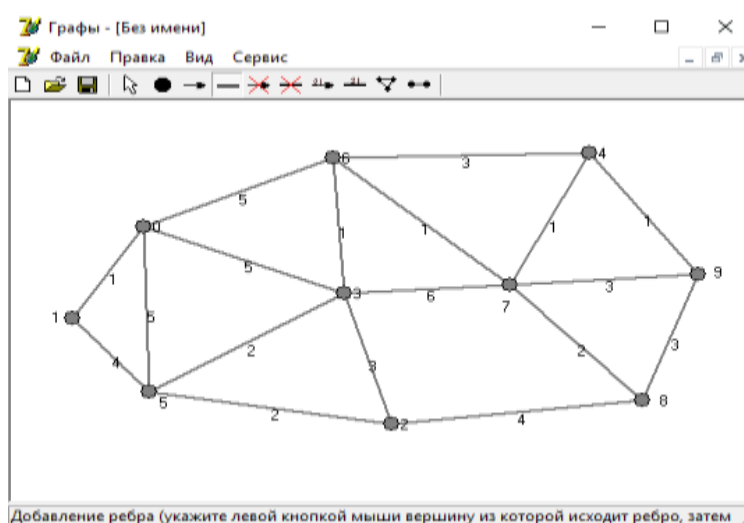 Графы - [Без имени]
Файл Правка Вид Сервис
6 3 4
5
0 1 1 1 1
1 5
3 6 7 3 9
1 5 2 3 2 3
4
5 2 2 4 8
Добавление ребра (укажите левой кнопкой мыши вершину из которой исходит ребро, затем